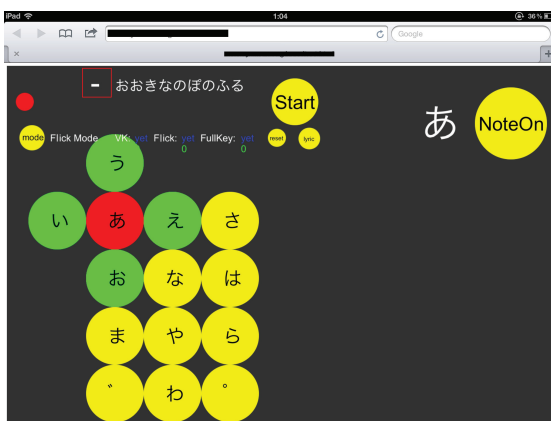 iPad 1:04 36%
Google
×
+
- おおきなのぽのふる
Start
あ
NoteOn
mode Flick Mode VK: yet Flick: yet FullKey: yet reset lyric
0 0
う
い あ え さ
お な は
ま や ら
゛ わ ゜